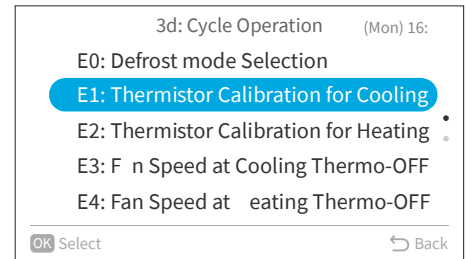 3d: Cycle Operation (Mon) 16:
E0: Defrost mode Selection
E1: Thermistor Calibration for Cooling
E2: Thermistor Calibration for Heating
E3: F n Speed at Cooling Thermo-OFF
E4: Fan Speed at eating Thermo-OFF
OK Select Back